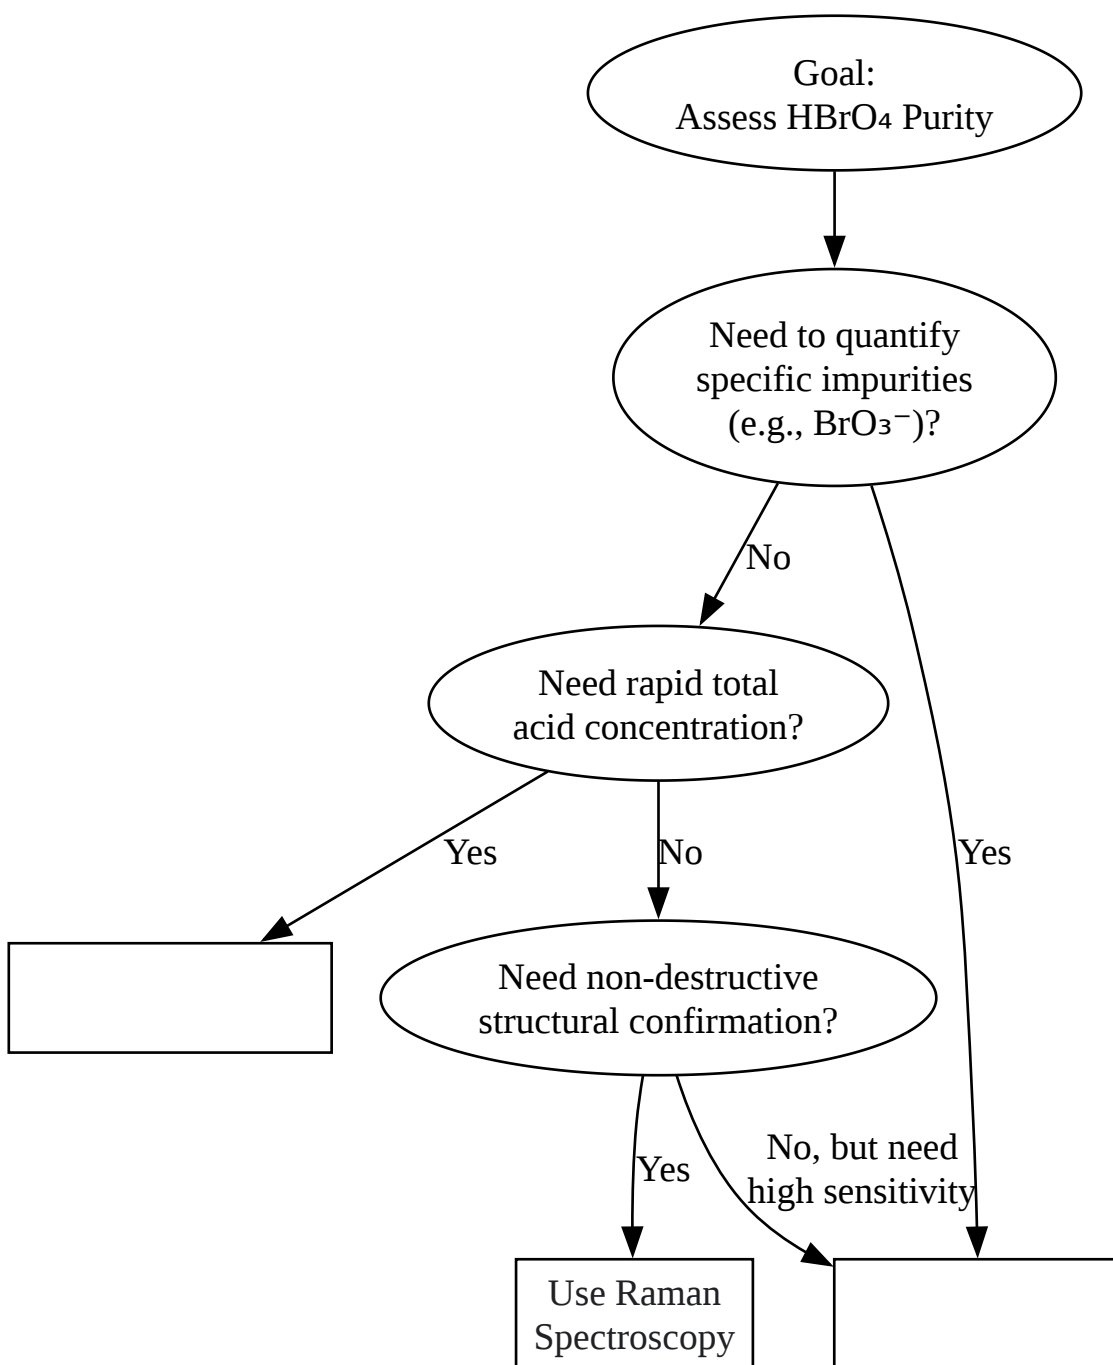 Goal:
Assess HBrO₄ Purity
Need to quantify
specific impurities
(e.g., BrO₃⁻)?
No
Need rapid total
acid concentration?
Yes
No
Yes
Need non-destructive
structural confirmation?
Yes
No, but need
high sensitivity
Use Raman
Spectroscopy